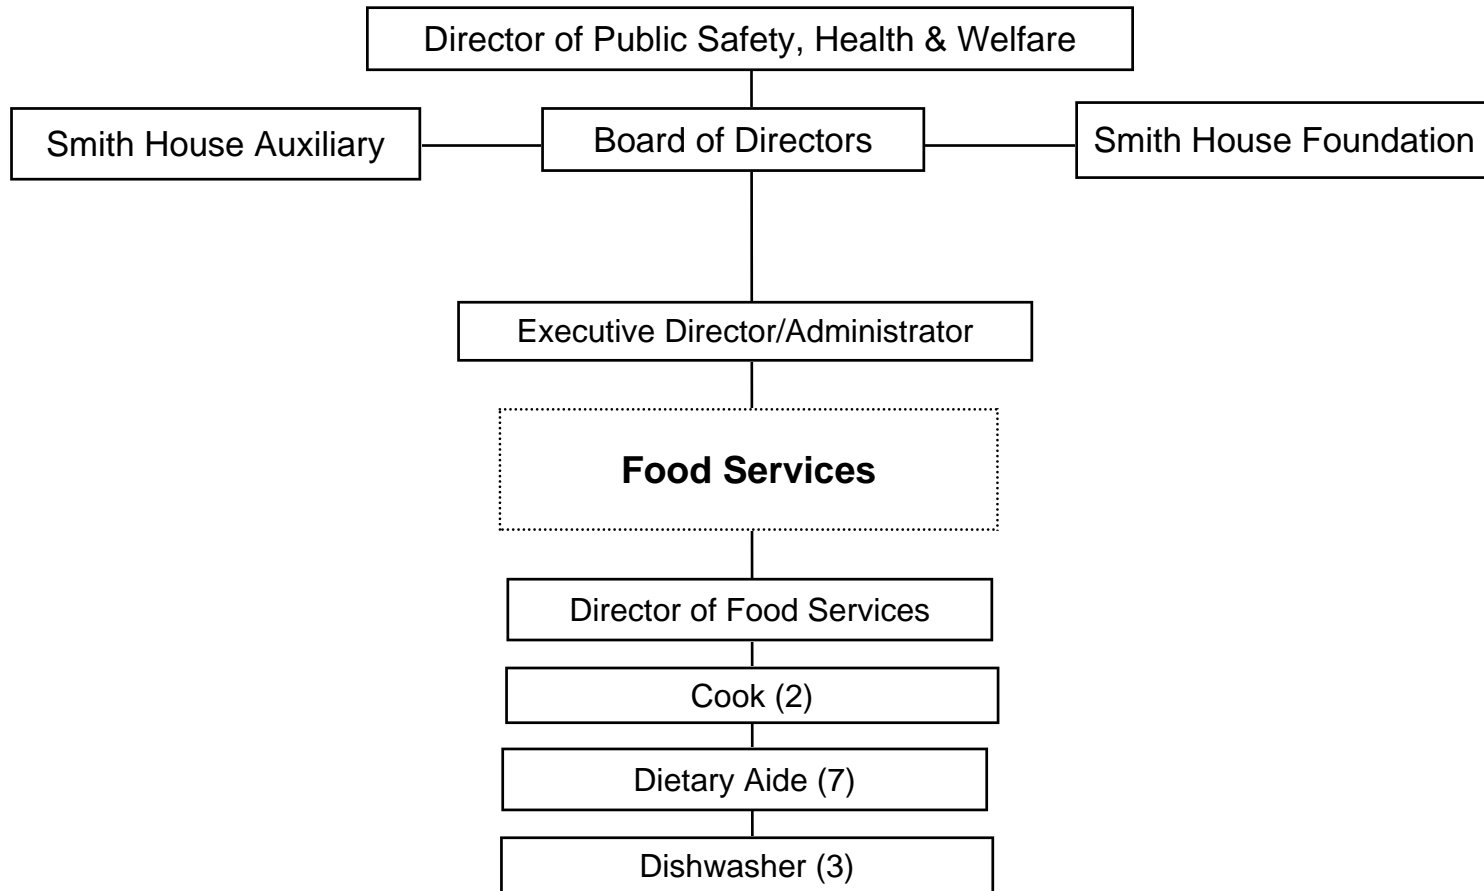 Director of Public Safety, Health & Welfare
Smith House Auxiliary
Board of Directors
Smith House Foundation
Executive Director/Administrator
Food Services
Director of Food Services
Cook (2)
Dietary Aide (7)
Dishwasher (3)